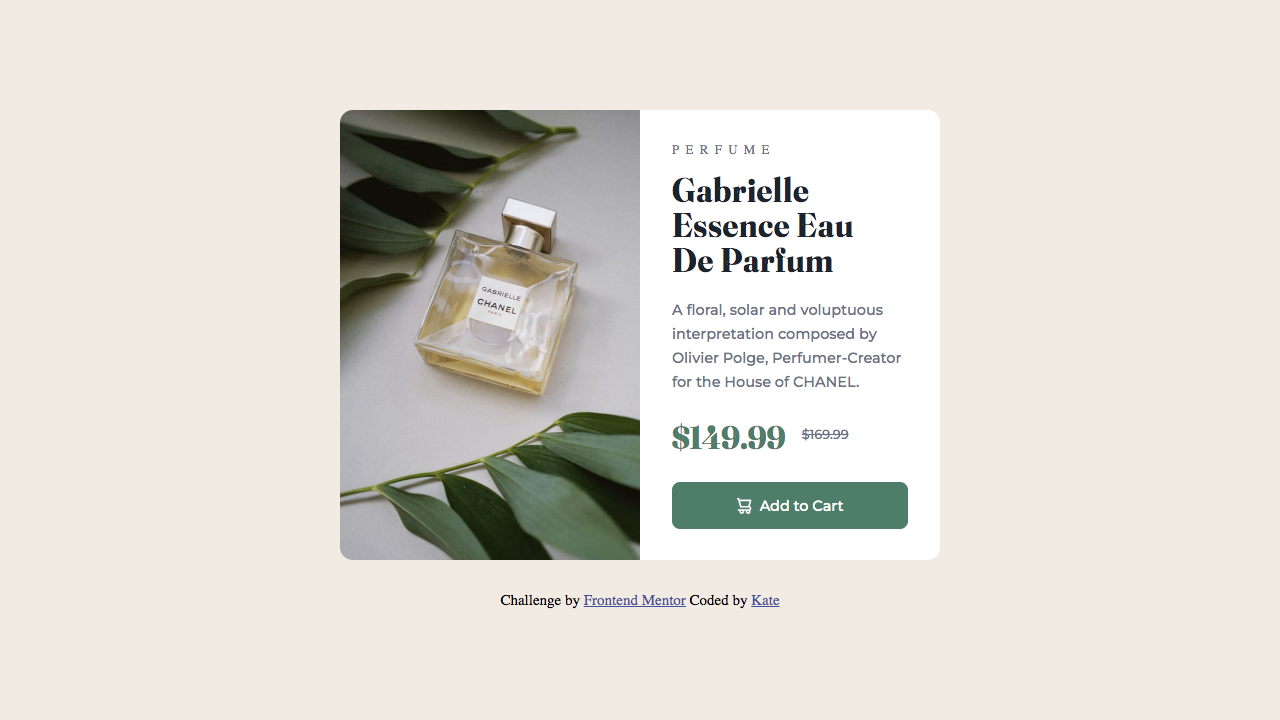 GABRIELLE
CHANEL
PARIS
PERFUME
Gabrielle
Essence Eau
De Parfum
A floral, solar and voluptuous
interpretation composed by
Olivier Polge, Perfumer-Creator
for the House of CHANEL.
$149.99 $169.99
Add to Cart
Challenge by Frontend Mentor Coded by Kate